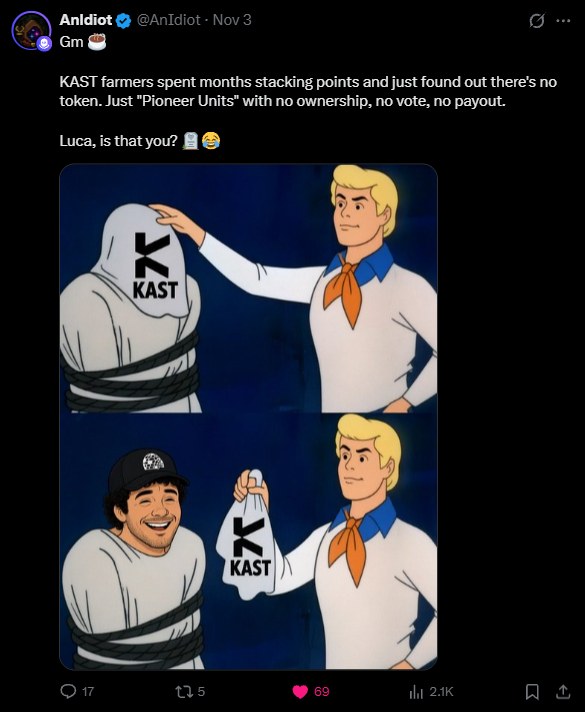 AnIdiot @AnIdiot · Nov 3
Gm ☕
KAST farmers spent months stacking points and just found out there's no
token. Just "Pioneer Units" with no ownership, no vote, no payout.
Luca, is that you? 🪦😂
KAST
KAST
17 5 69 2.1K